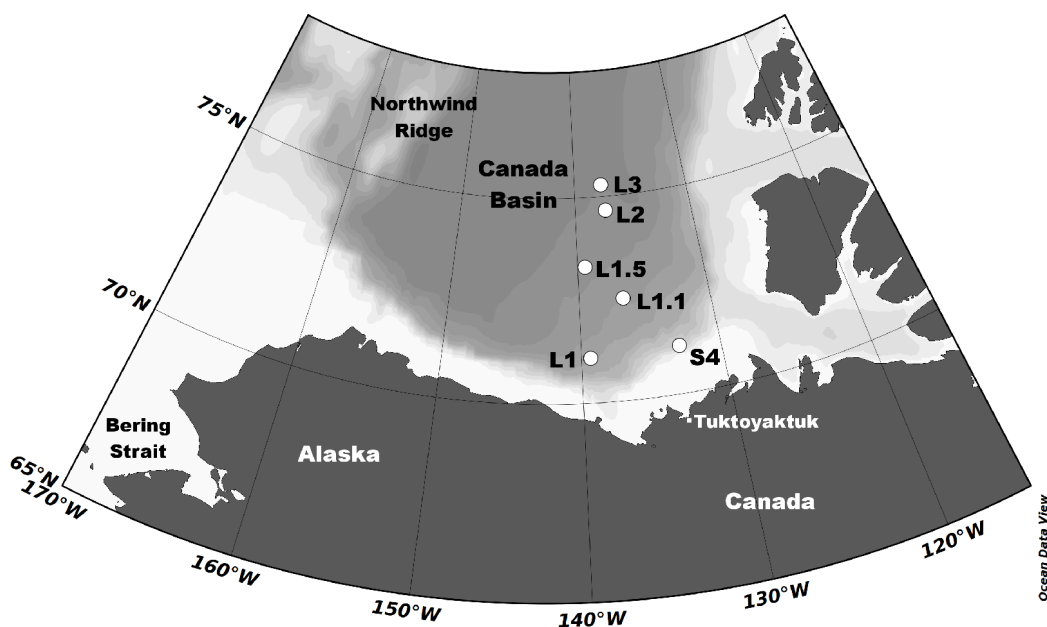 Northwind
Ridge
75°N
Canada
Basin
L3
L2
L1.5
70°N
L1.1
L1
S4
Tuktoyaktuk
Bering
Strait
Alaska
65°N
170°W
Canada
160°W
150°W
140°W
130°W
120°W
Ocean Data View